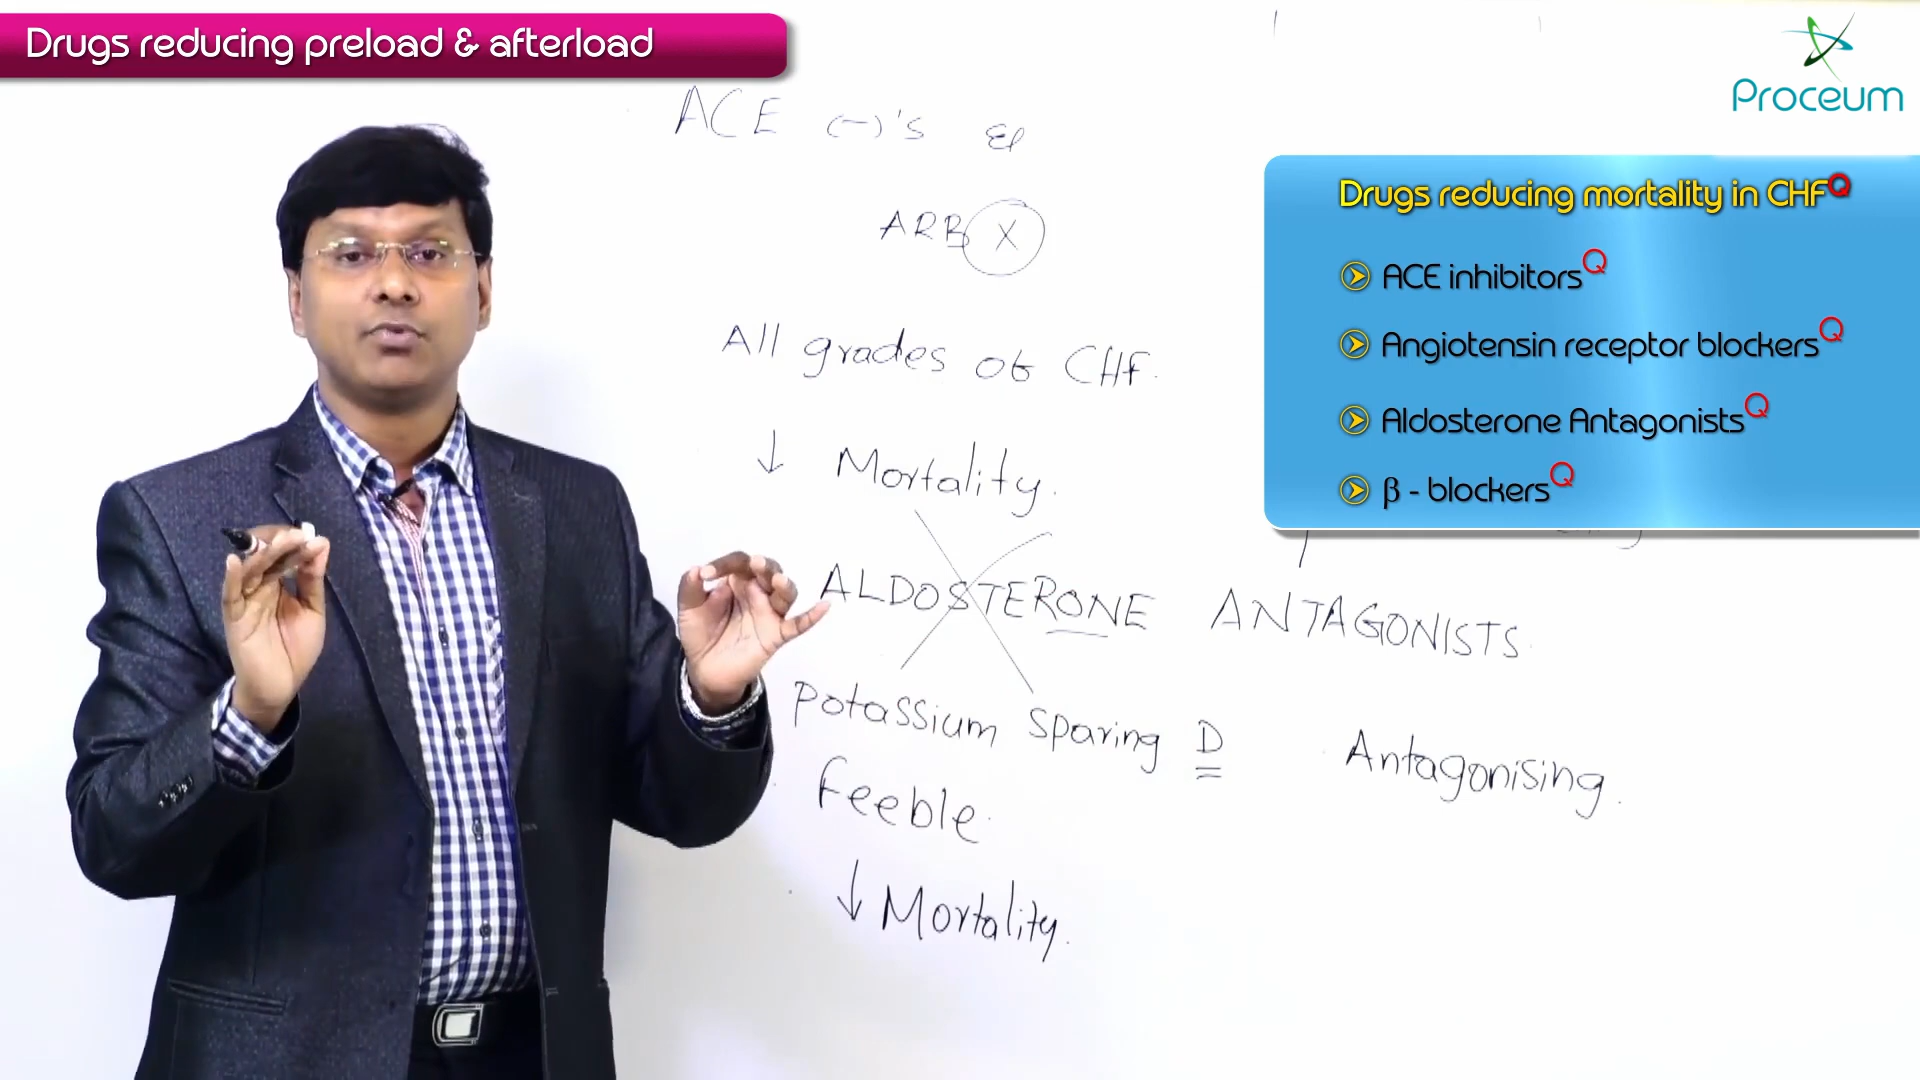 Drugs reducing preload & afterload
Proceum
ACE (-)'s &
ARB X
All grades of CHF.
↓ Mortality.
ALDOSTERONE ANTAGONISTS.
Potassium Sparing D
Antagonising.
Feeble.
↓ Mortality.
Drugs reducing mortality in CHF Q
ACE inhibitors Q
Angiotensin receptor blockers Q
Aldosterone Antagonists Q
β - blockers Q